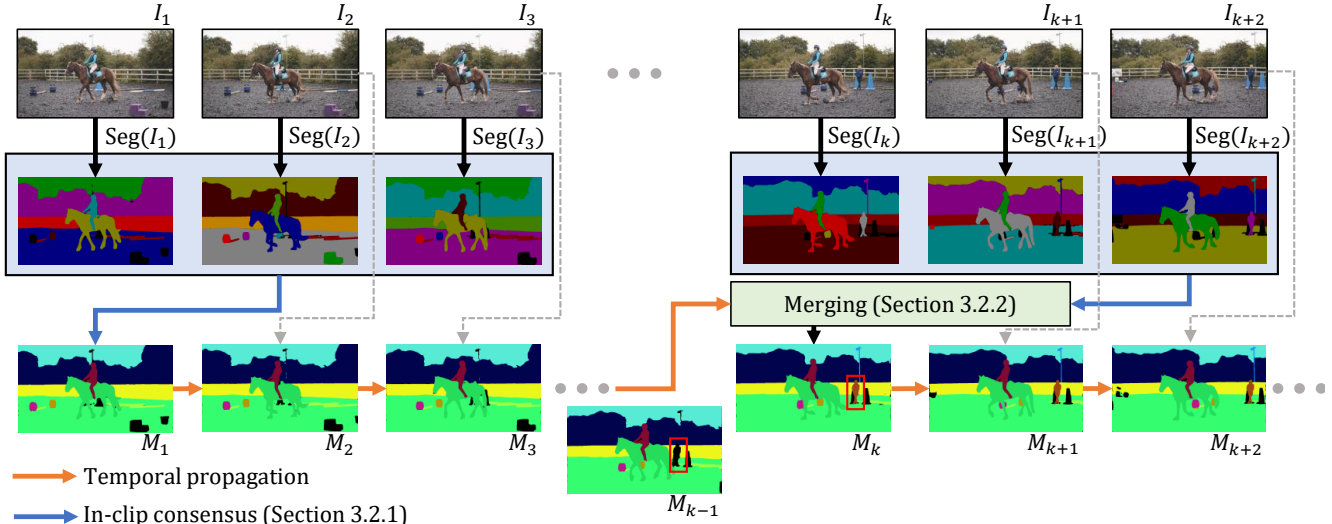 I₁ I₂ I₃ Iₖ Iₖ₊₁ Iₖ₊₂
Seg(I₁) Seg(I₂) Seg(I₃) Seg(Iₖ) Seg(Iₖ₊₁) Seg(Iₖ₊₂)
Merging (Section 3.2.2)
M₁ M₂ M₃ Mₖ Mₖ₊₁ Mₖ₊₂
Temporal propagation
Mₖ₋₁
In-clip consensus (Section 3.2.1)